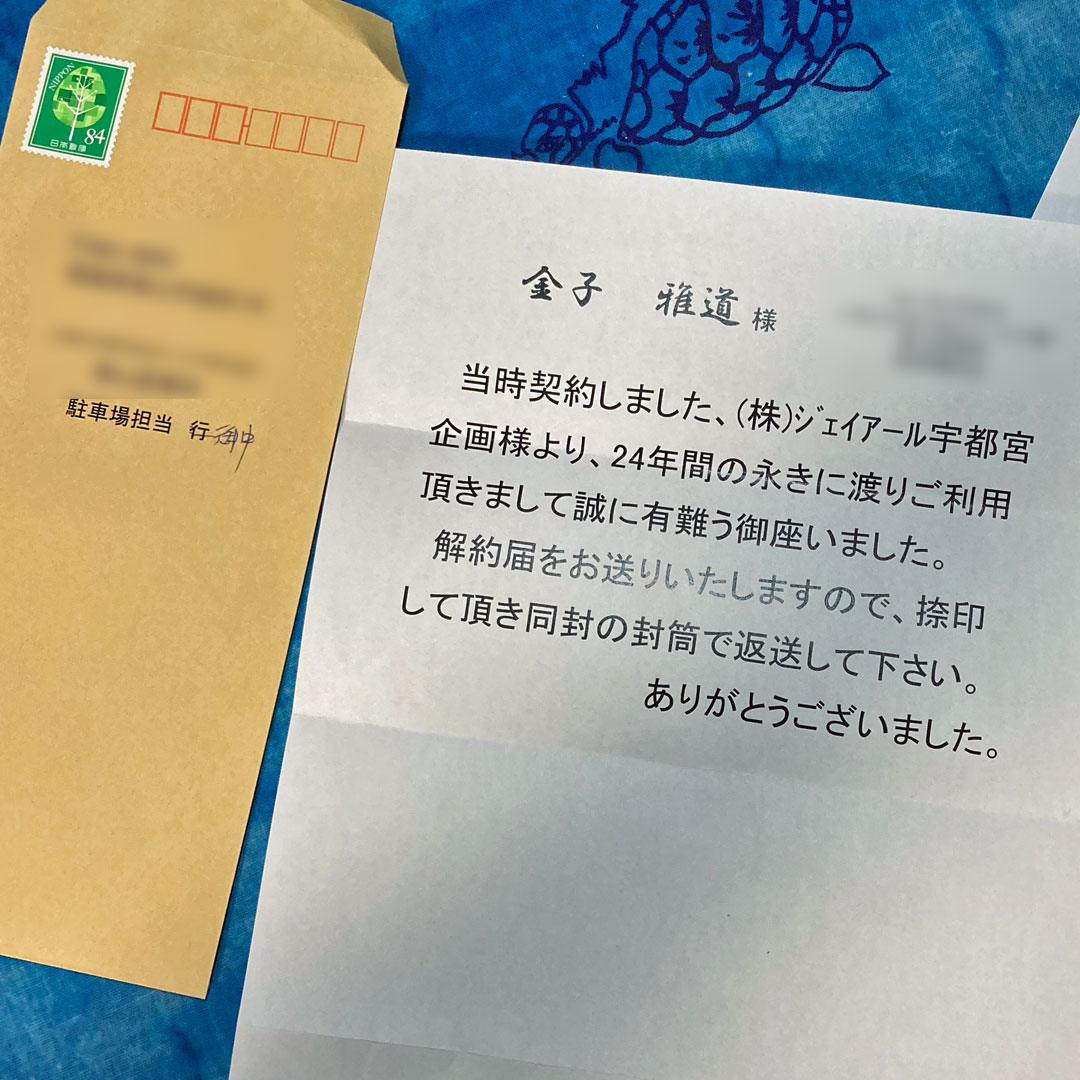 NIPPON
84
日本郵便
駐車場担当 行御中
金子 雅道 様
当時契約しました、(株)ジェイアール宇都宮
企画様より、24年間の永きに渡りご利用
頂きまして誠に有難う御座いました。
解約届をお送りいたしますので、捺印
して頂き同封の封筒で返送して下さい。
ありがとうございました。